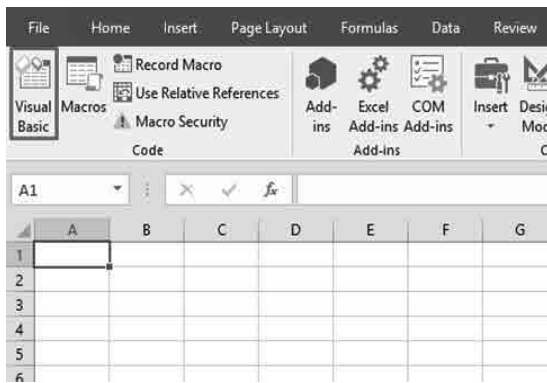 File Home Insert Page Layout Formulas Data Review
Record Macro
Use Relative References
Macro Security
Visual Basic
Macros
Code
Add-ins
Excel Add-ins
COM Add-ins
Add-ins
Insert
A1
fx
A B C D E F G
1
2
3
4
5
6